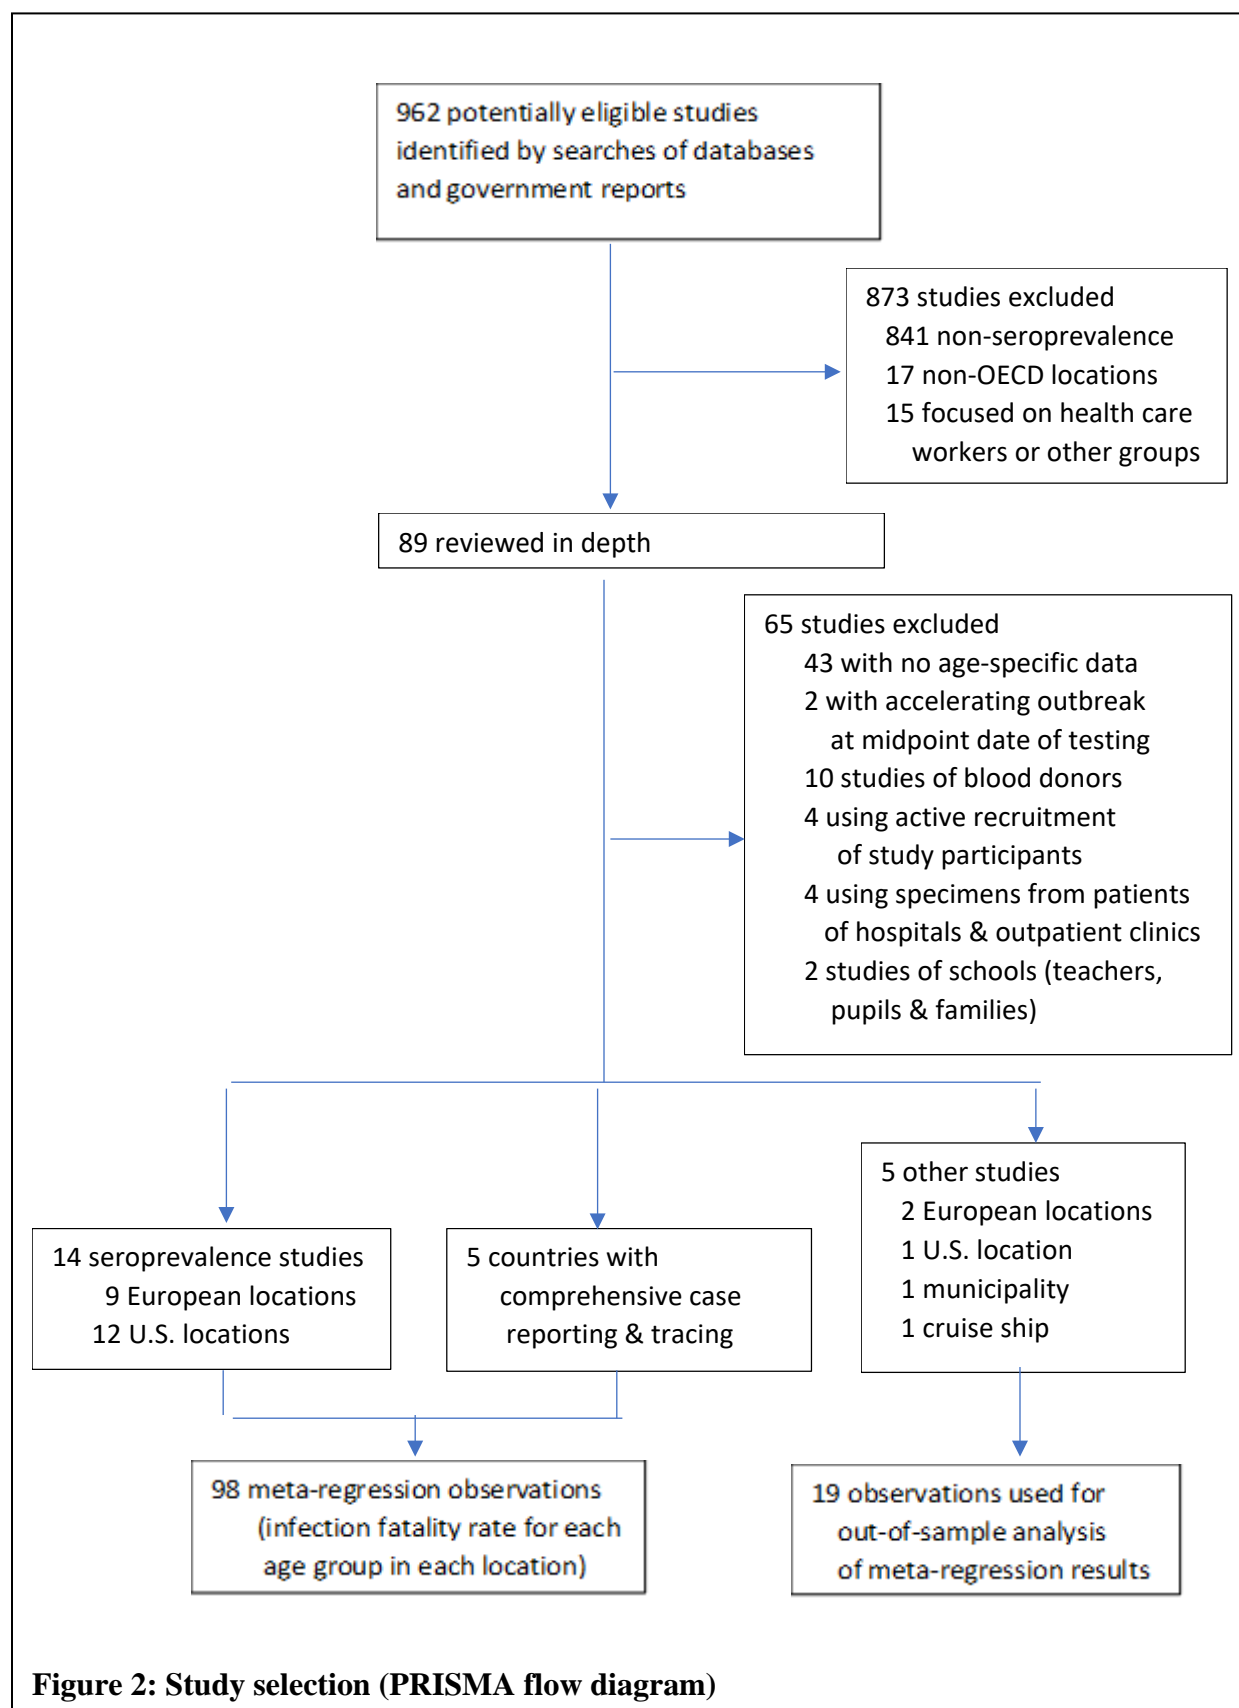 962 potentially eligible studies
identified by searches of databases
and government reports
873 studies excluded
841 non-seroprevalence
17 non-OECD locations
15 focused on health care
workers or other groups
89 reviewed in depth
65 studies excluded
43 with no age-specific data
2 with accelerating outbreak
at midpoint date of testing
10 studies of blood donors
4 using active recruitment
of study participants
4 using specimens from patients
of hospitals & outpatient clinics
2 studies of schools (teachers,
pupils & families)
14 seroprevalence studies
9 European locations
12 U.S. locations
5 countries with
comprehensive case
reporting & tracing
5 other studies
2 European locations
1 U.S. location
1 municipality
1 cruise ship
98 meta-regression observations
(infection fatality rate for each
age group in each location)
19 observations used for
out-of-sample analysis
of meta-regression results
Figure 2: Study selection (PRISMA flow diagram)